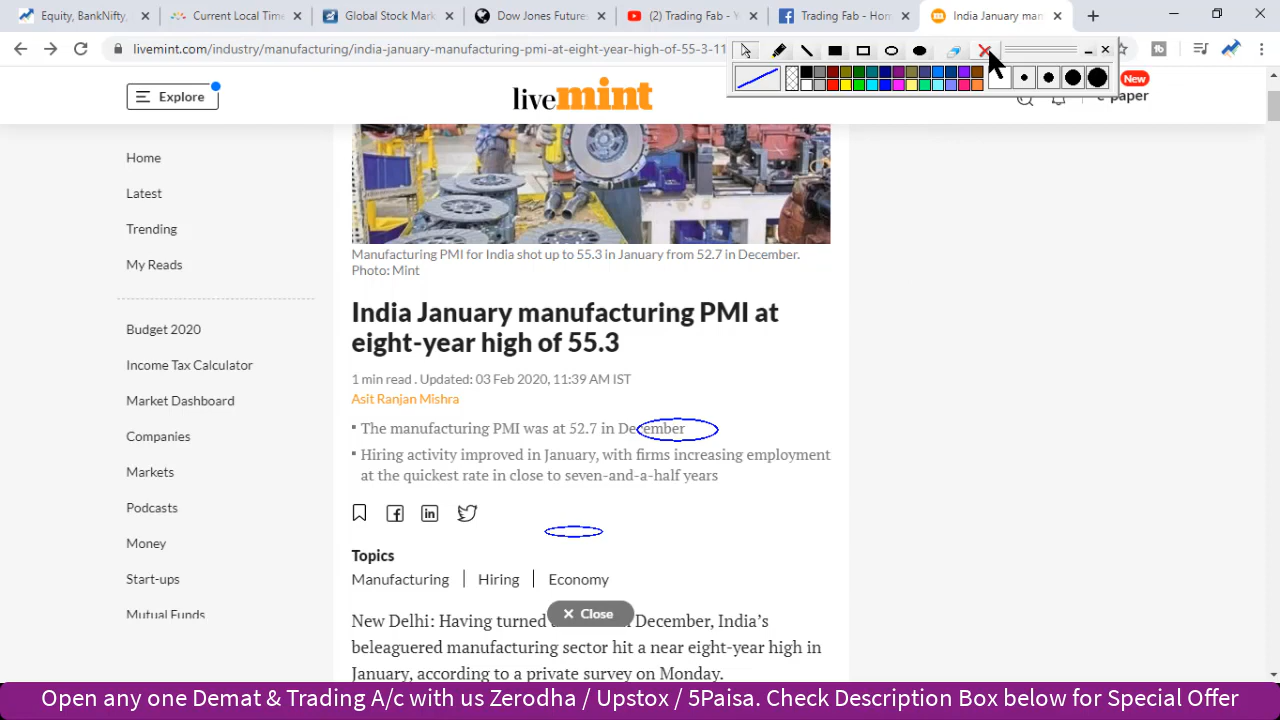 Equity, BankNifty,
Current Local Time
Global Stock Mark
Dow Jones Future
(2) Trading Fab - Y
Trading Fab - Hom
India January man
livemint.com/industry/manufacturing/india-january-manufacturing-pmi-at-eight-year-high-of-55-3-11
Explore
livemint
New
e-paper
Home
Latest
Trending
My Reads
Budget 2020
Income Tax Calculator
Market Dashboard
Companies
Markets
Podcasts
Money
Start-ups
Mutual Funds
Manufacturing PMI for India shot up to 55.3 in January from 52.7 in December.
Photo: Mint
India January manufacturing PMI at
eight-year high of 55.3
1 min read . Updated: 03 Feb 2020, 11:39 AM IST
Asit Ranjan Mishra
The manufacturing PMI was at 52.7 in December
Hiring activity improved in January, with firms increasing employment
at the quickest rate in close to seven-and-a-half years
Topics
Manufacturing | Hiring | Economy
Close
New Delhi: Having turned December, India's
beleaguered manufacturing sector hit a near eight-year high in
January, according to a private survey on Monday.
Open any one Demat & Trading A/c with us Zerodha / Upstox / 5Paisa. Check Description Box below for Special Offer